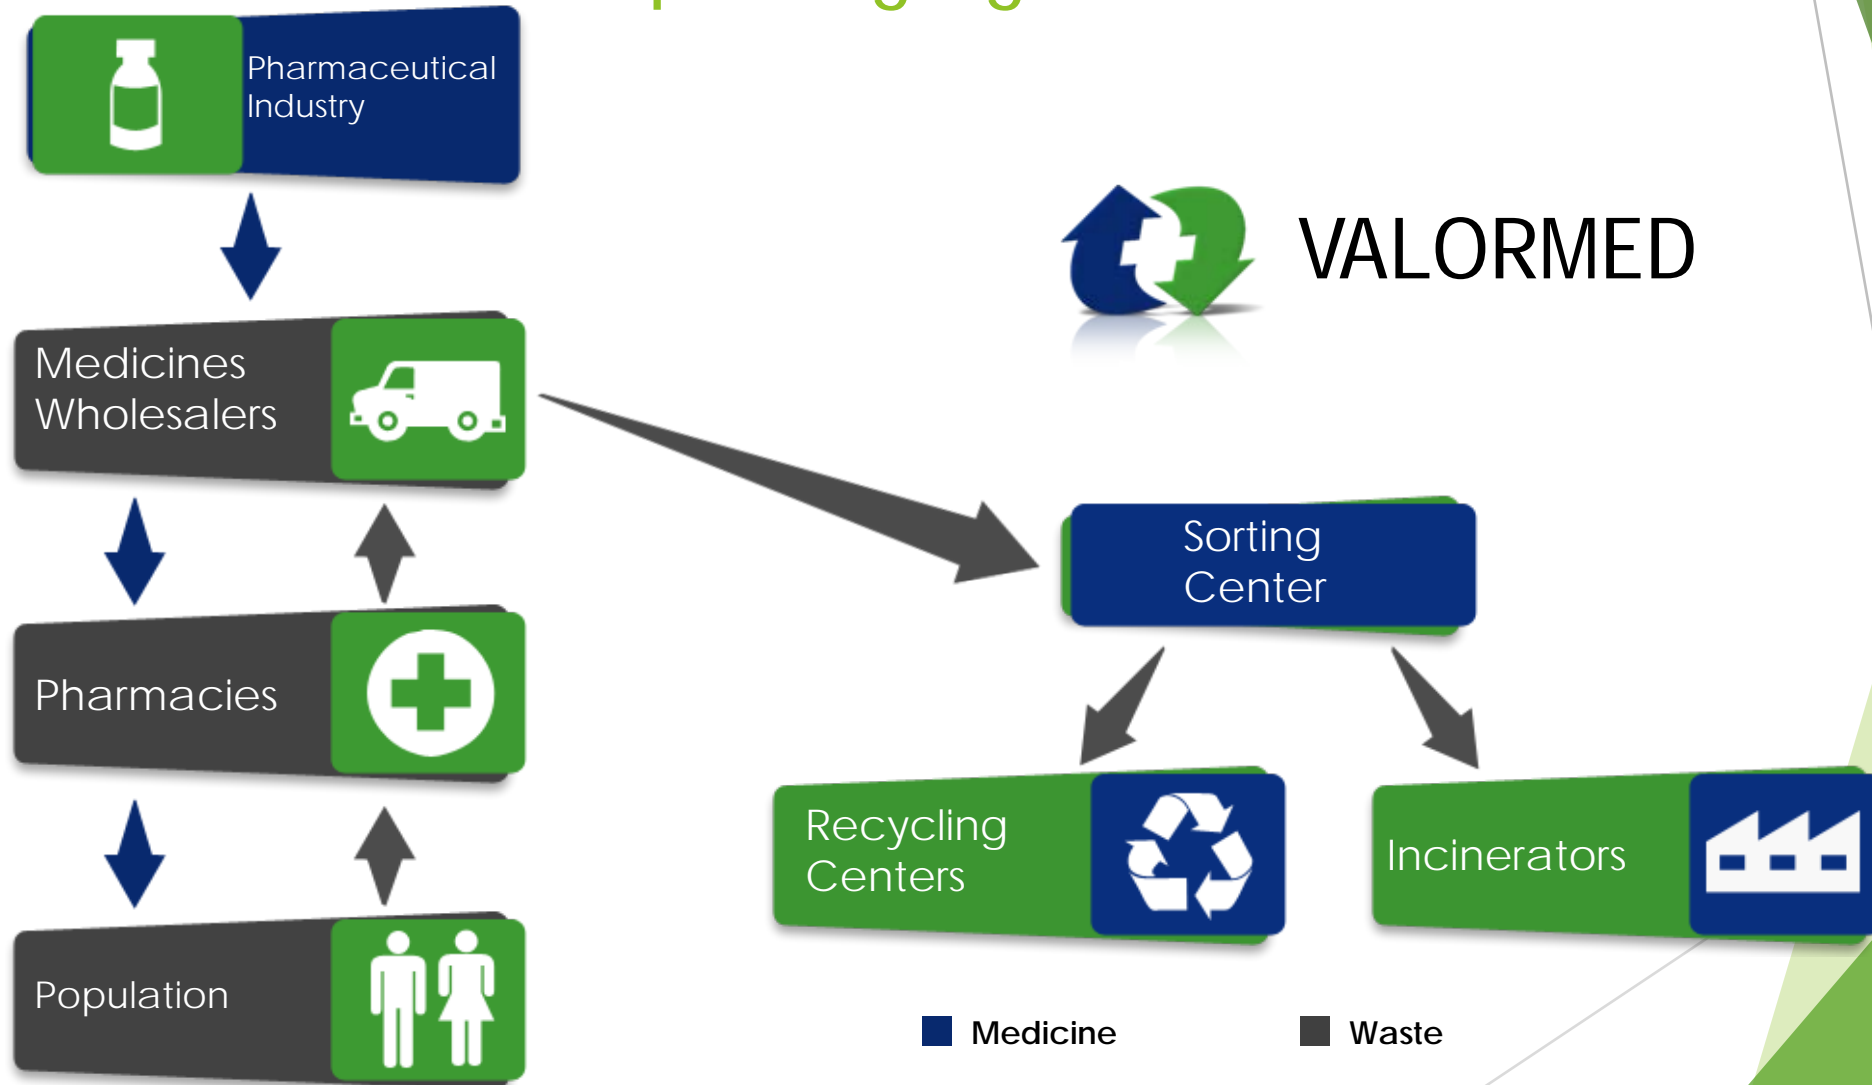 Pharmaceutical
Industry
VALORMED
Medicines
Wholesalers
Sorting
Center
Pharmacies
Recycling
Centers
Incinerators
Population
Medicine
Waste